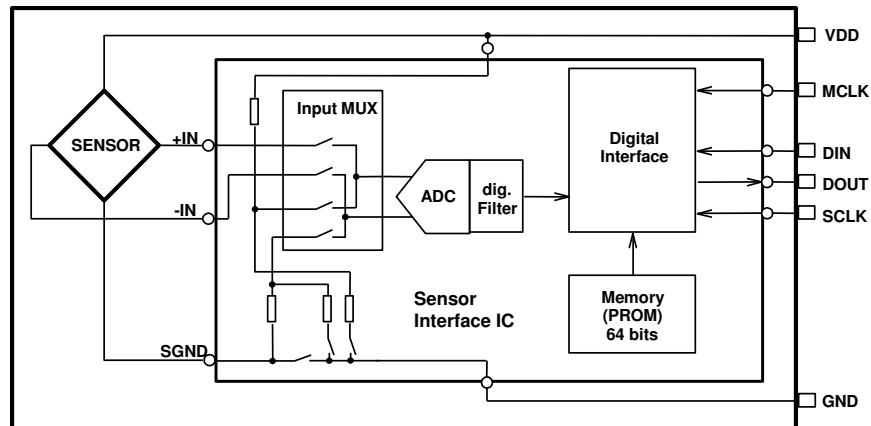 VDD
MCLK
Input MUX
SENSOR
+IN
Digital
Interface
DIN
ADC
dig.
Filter
DOUT
-IN
SCLK
Sensor
Interface IC
Memory
(PROM)
64 bits
SGND
GND